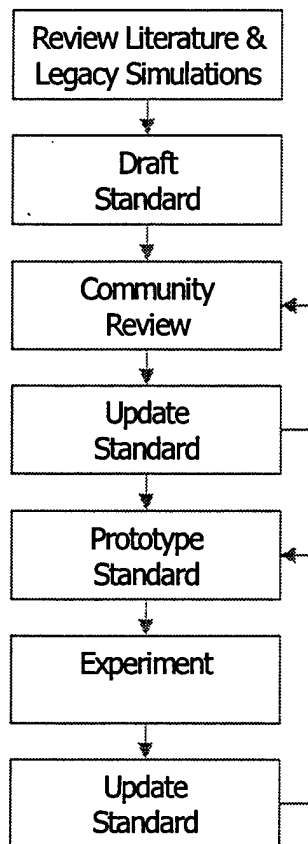 Review Literature &
Legacy Simulations
Draft
Standard
Community
Review
Update
Standard
Prototype
Standard
Experiment
Update
Standard